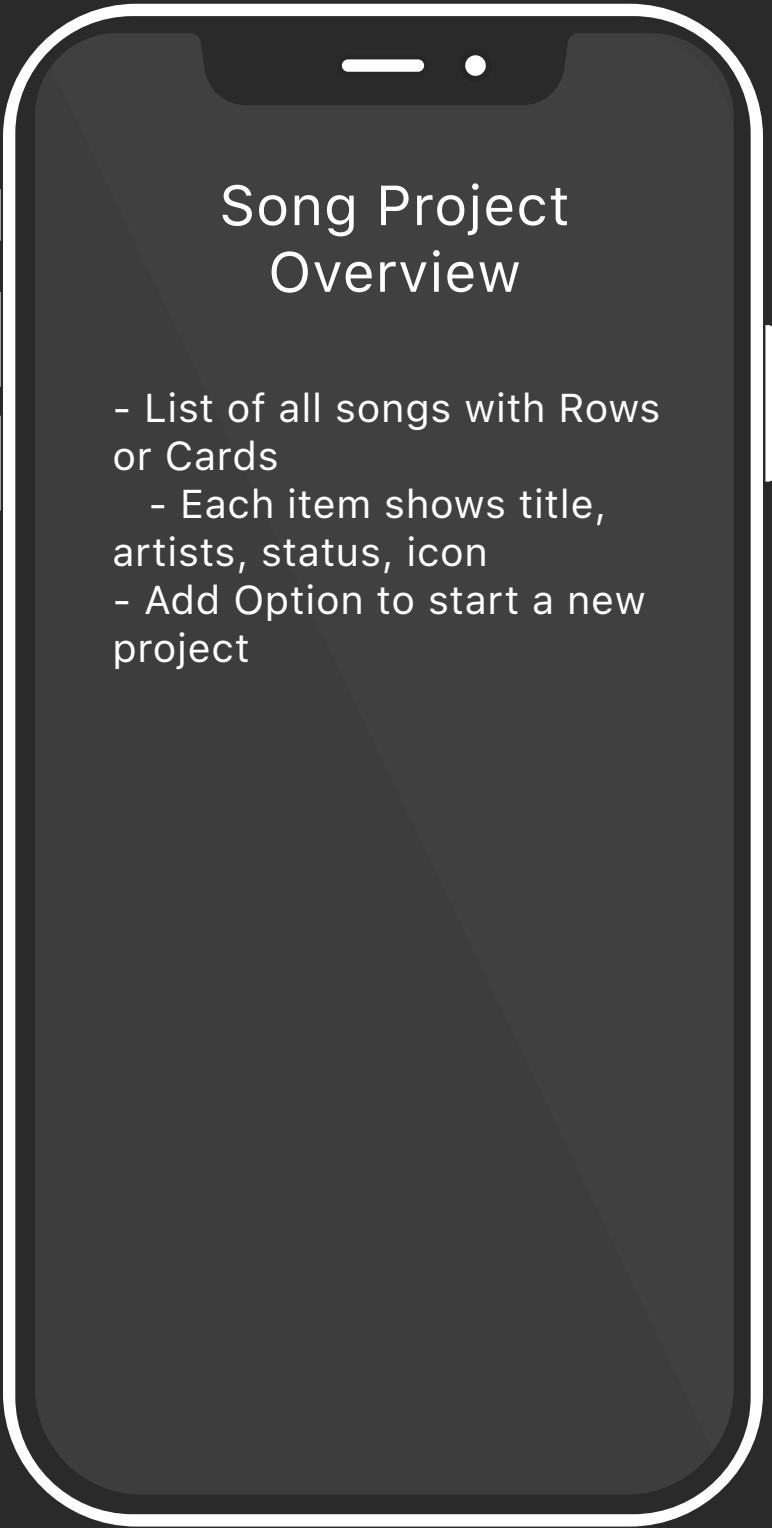 Song Project
Overview
- List of all songs with Rows
or Cards
- Each item shows title,
artists, status, icon
- Add Option to start a new
project